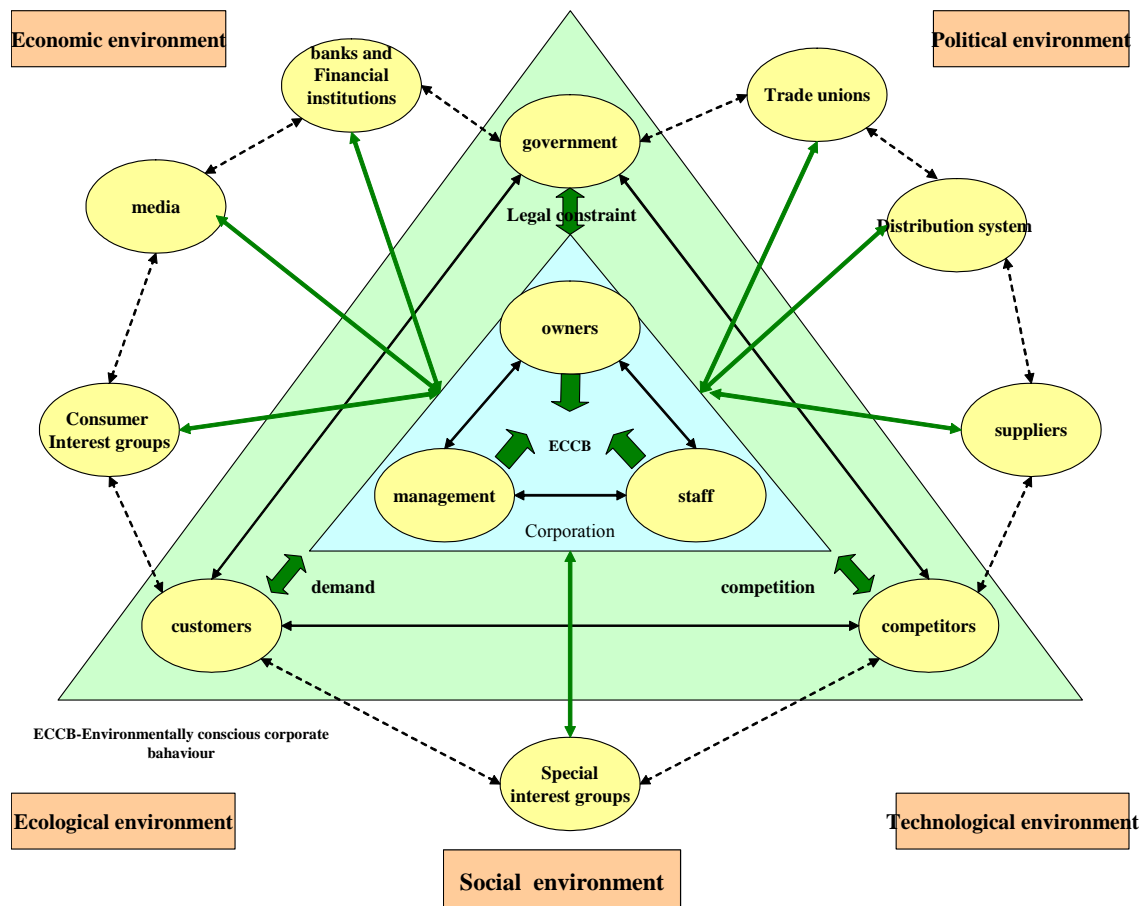 Economic environment
Political environment
banks and
Financial
institutions
Trade unions
government
media
Legal constraint
Distribution system
owners
Consumer
Interest groups
suppliers
ECCB
management
staff
Corporation
demand
competition
customers
competitors
ECCB-Environmentally conscious corporate
bahaviour
Special
interest groups
Ecological environment
Technological environment
Social environment